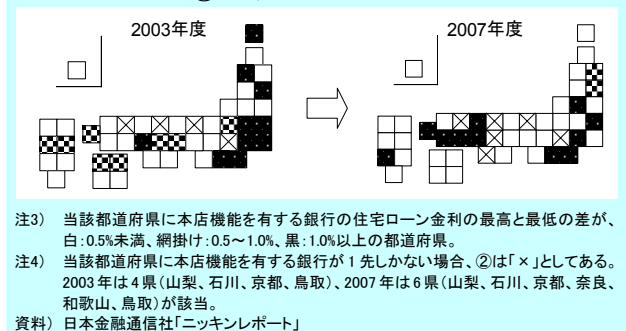 2003年度
2007年度
注3) 当該都道府県に本店機能を有する銀行の住宅ローン金利の最高と最低の差が、
白:0.5%未満、網掛け:0.5~1.0%、黒:1.0%以上の都道府県。
注4) 当該都道府県に本店機能を有する銀行が1先しかない場合、②は「×」としてある。
2003年は4県(山梨、石川、京都、鳥取)、2007年は6県(山梨、石川、京都、奈良、
和歌山、鳥取)が該当。
資料) 日本金融通信社「ニッキンレポート」